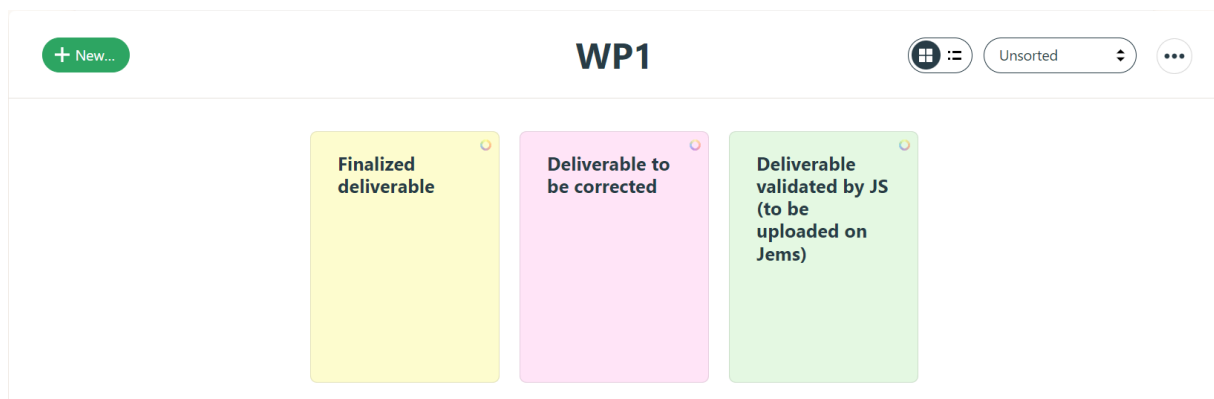 New...
WP1
Unsorted
Finalized
deliverable
Deliverable to
be corrected
Deliverable
validated by JS
(to be
uploaded on
Jems)